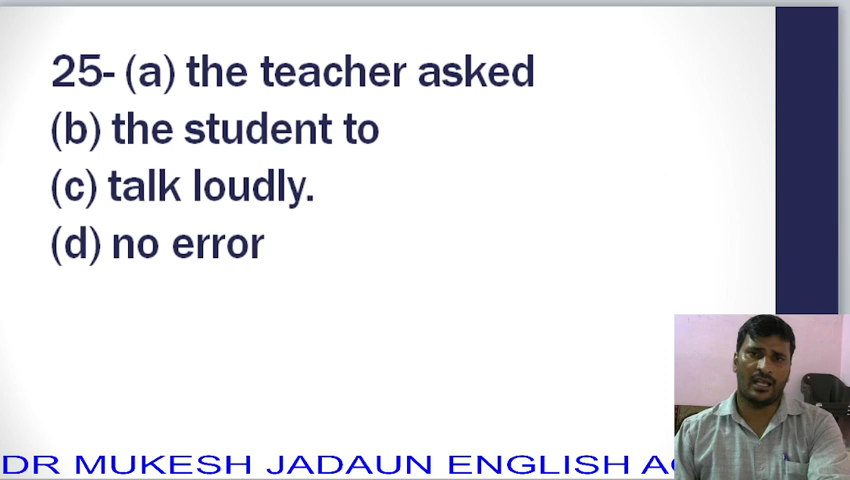 25- (a) the teacher asked
(b) the student to
(c) talk loudly.
(d) no error
DR MUKESH JADAUN ENGLISH